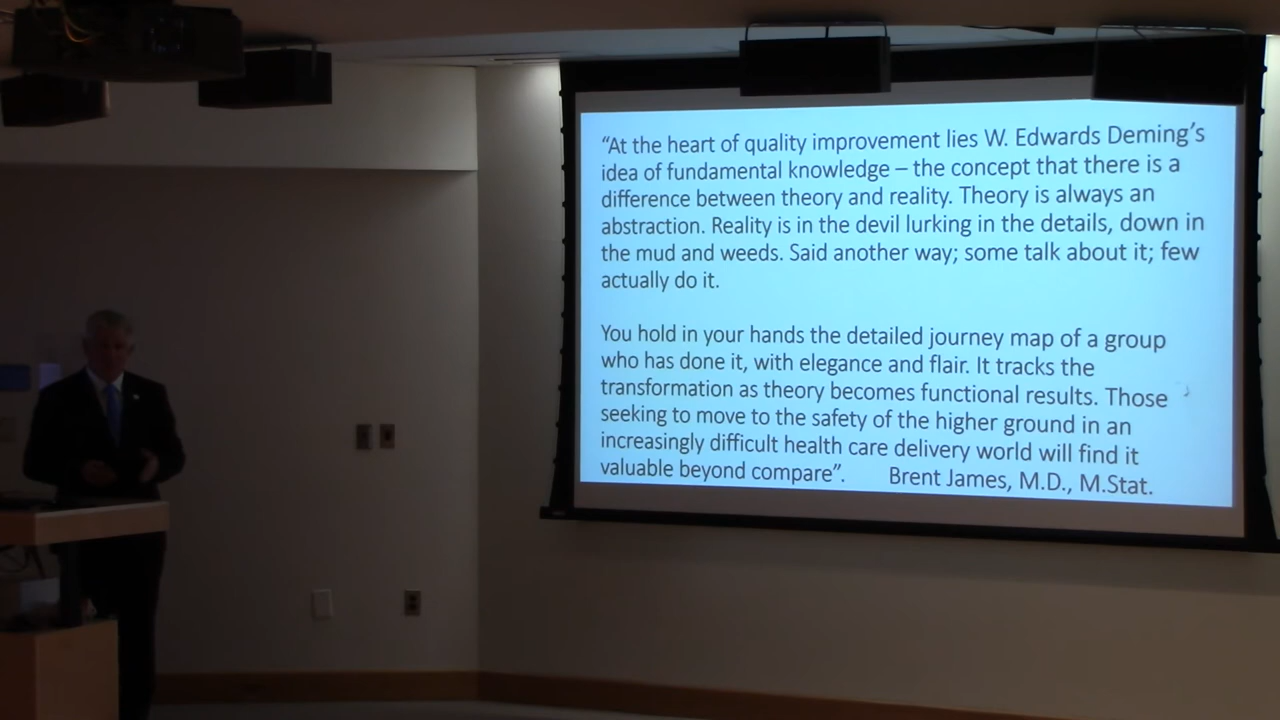 “At the heart of quality improvement lies W. Edwards Deming’s
idea of fundamental knowledge – the concept that there is a
difference between theory and reality. Theory is always an
abstraction. Reality is in the devil lurking in the details, down in
the mud and weeds. Said another way; some talk about it; few
actually do it.
You hold in your hands the detailed journey map of a group
who has done it, with elegance and flair. It tracks the
transformation as theory becomes functional results. Those
seeking to move to the safety of the higher ground in an
increasingly difficult health care delivery world will find it
valuable beyond compare”. Brent James, M.D., M.Stat.